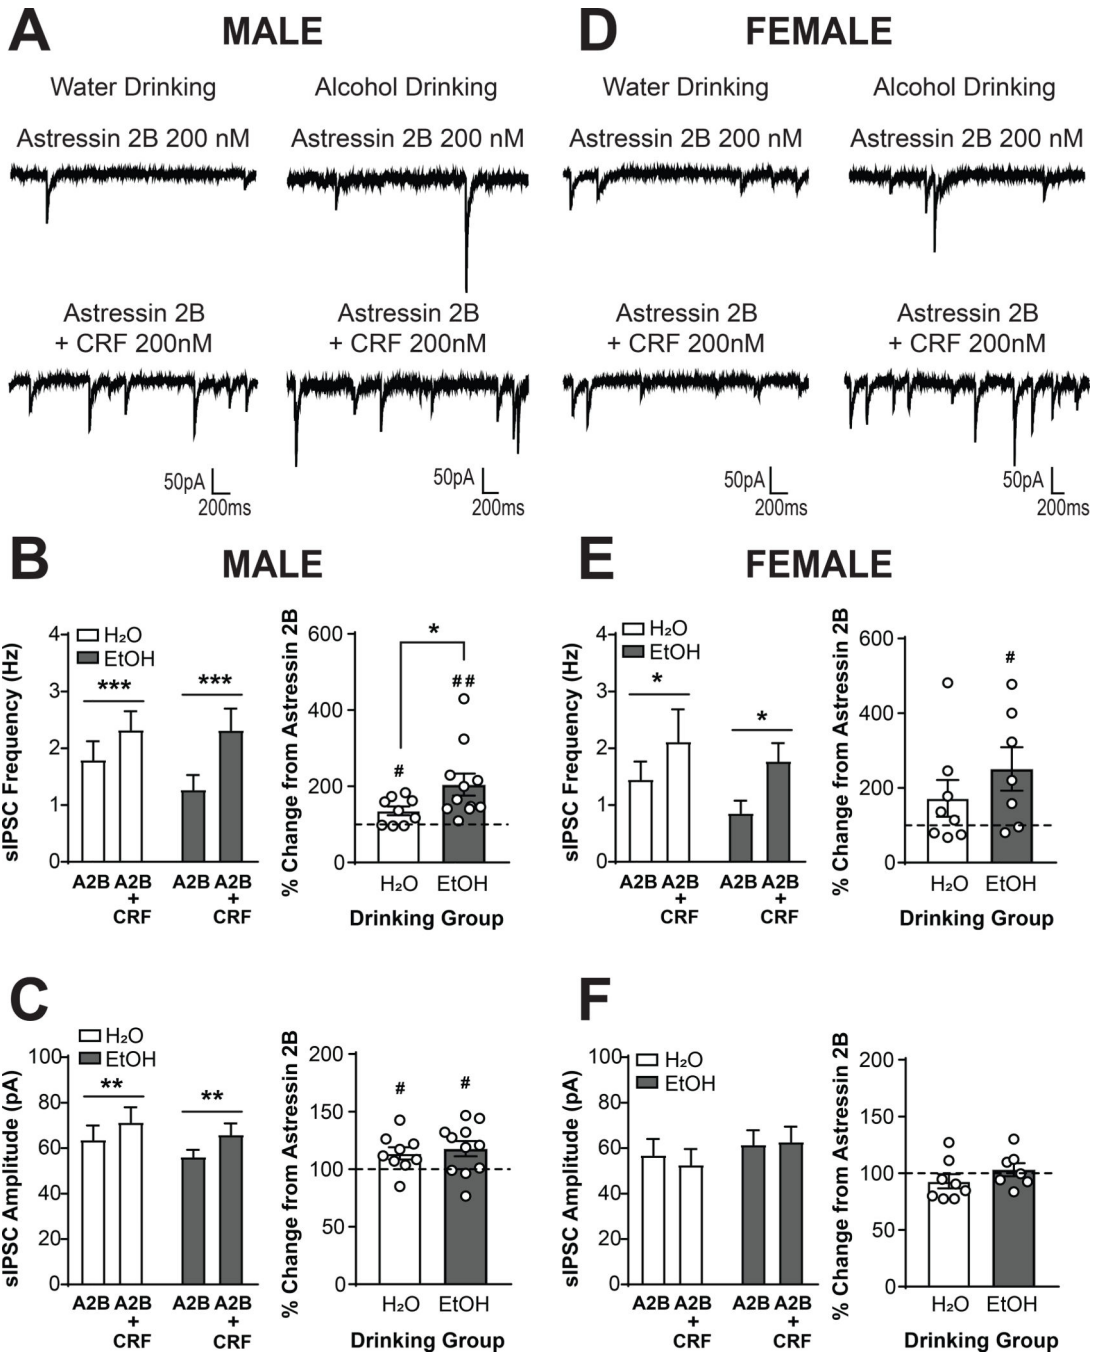 A
MALE
Water Drinking
Alcohol Drinking
Astressin 2B 200 nM
Astressin 2B 200 nM
Astressin 2B
+ CRF 200nM
Astressin 2B
+ CRF 200nM
50pA
200ms
50pA
200ms
D
FEMALE
Water Drinking
Alcohol Drinking
Astressin 2B 200 nM
Astressin 2B 200 nM
Astressin 2B
+ CRF 200nM
Astressin 2B
+ CRF 200nM
50pA
200ms
50pA
200ms
B
MALE
sIPSC Frequency (Hz)
4
3
2
1
0
H₂O
EtOH
***
***
A2B
A2B
+
CRF
A2B
A2B
+
CRF
% Change from Astressin 2B
600
400
200
0
*
#
##
H₂O
EtOH
Drinking Group
E
FEMALE
sIPSC Frequency (Hz)
4
3
2
1
0
H₂O
EtOH
*
*
A2B
A2B
+
CRF
A2B
A2B
+
CRF
% Change from Astressin 2B
600
400
200
0
#
H₂O
EtOH
Drinking Group
C
sIPSC Amplitude (pA)
100
80
60
40
20
0
H₂O
EtOH
**
**
A2B
A2B
+
CRF
A2B
A2B
+
CRF
% Change from Astressin 2B
200
150
100
50
0
#
#
H₂O
EtOH
Drinking Group
F
sIPSC Amplitude (pA)
100
80
60
40
20
0
H₂O
EtOH
A2B
A2B
+
CRF
A2B
A2B
+
CRF
% Change from Astressin 2B
200
150
100
50
0
H₂O
EtOH
Drinking Group